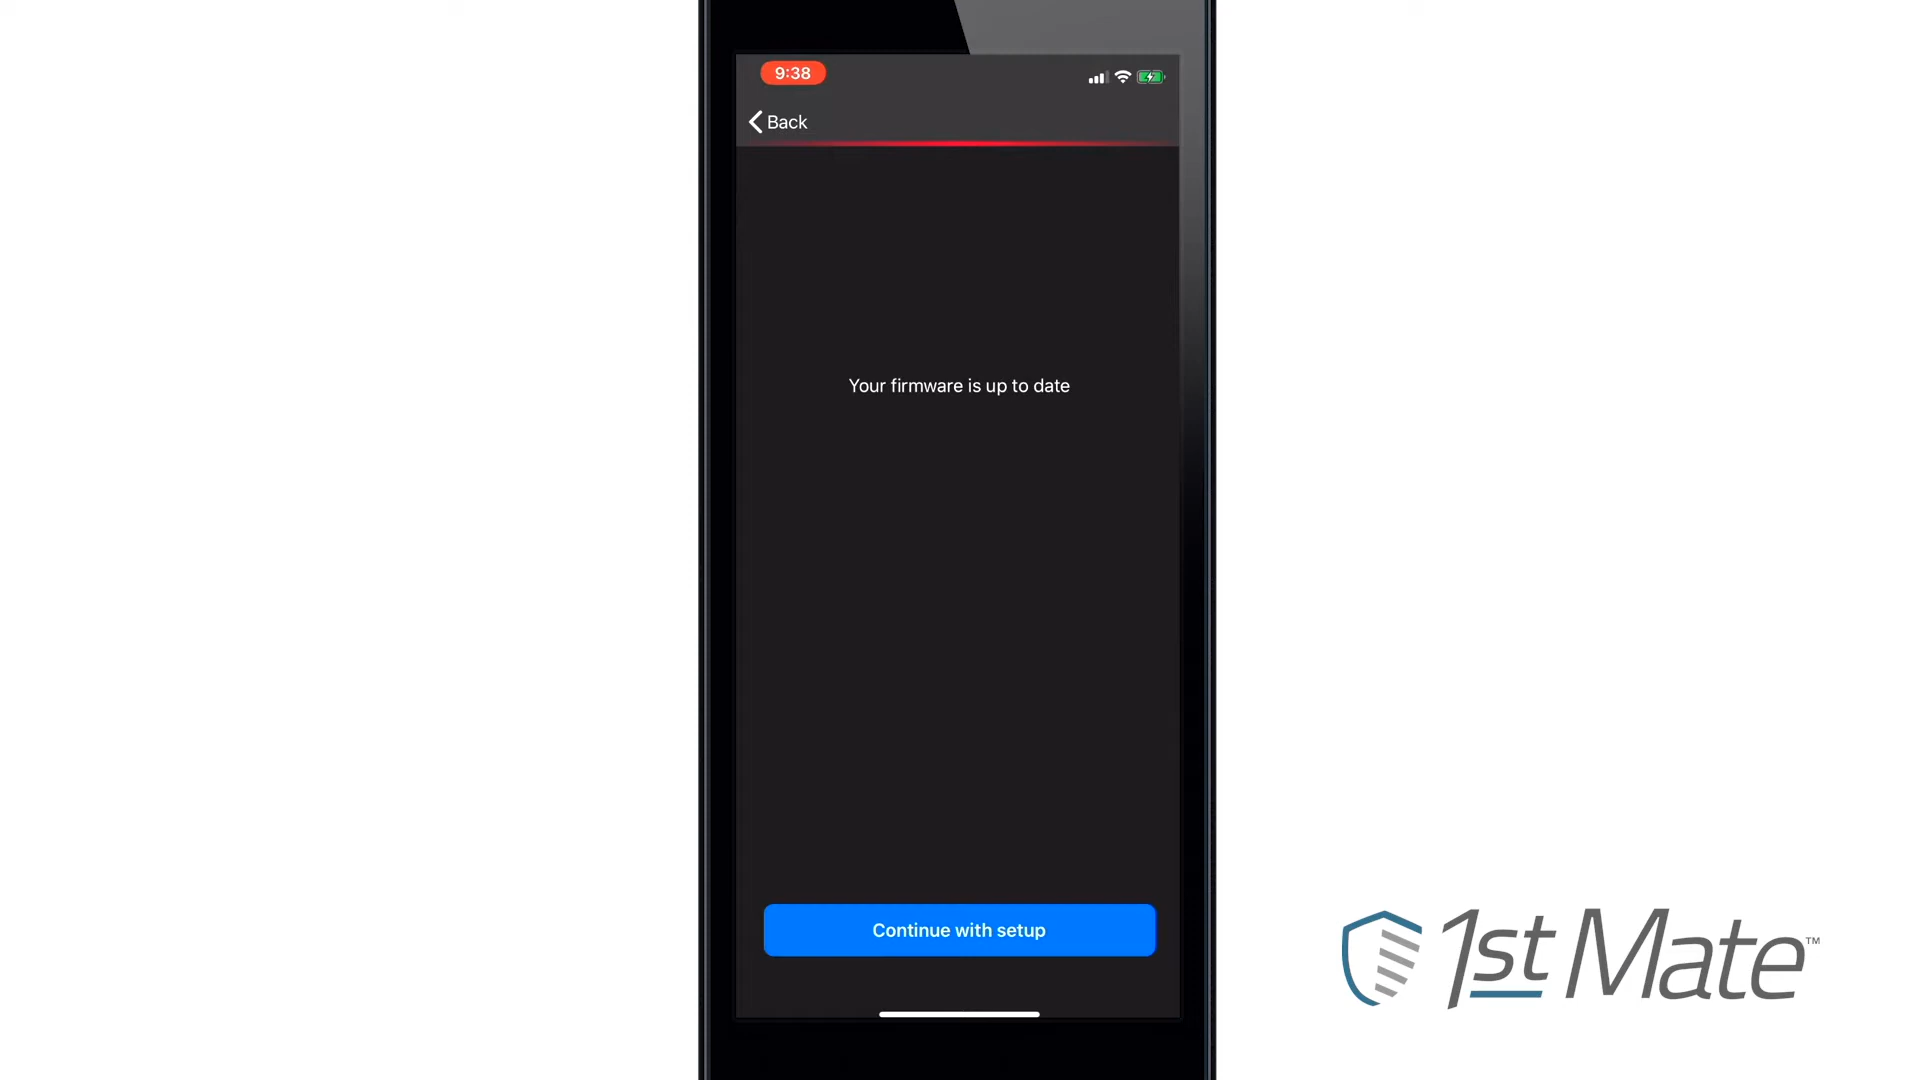 9:38
Back
Your firmware is up to date
Continue with setup
1st Mate™